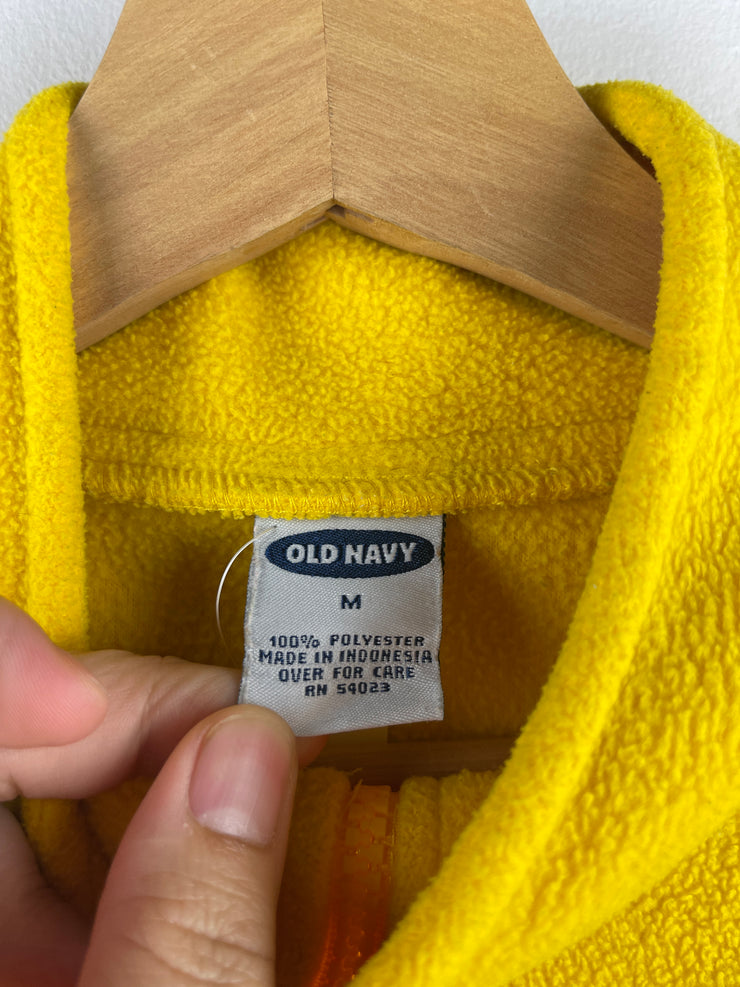 OLD NAVY
M
100% POLYESTER
MADE IN INDONESIA
OVER FOR CARE
RN 54023